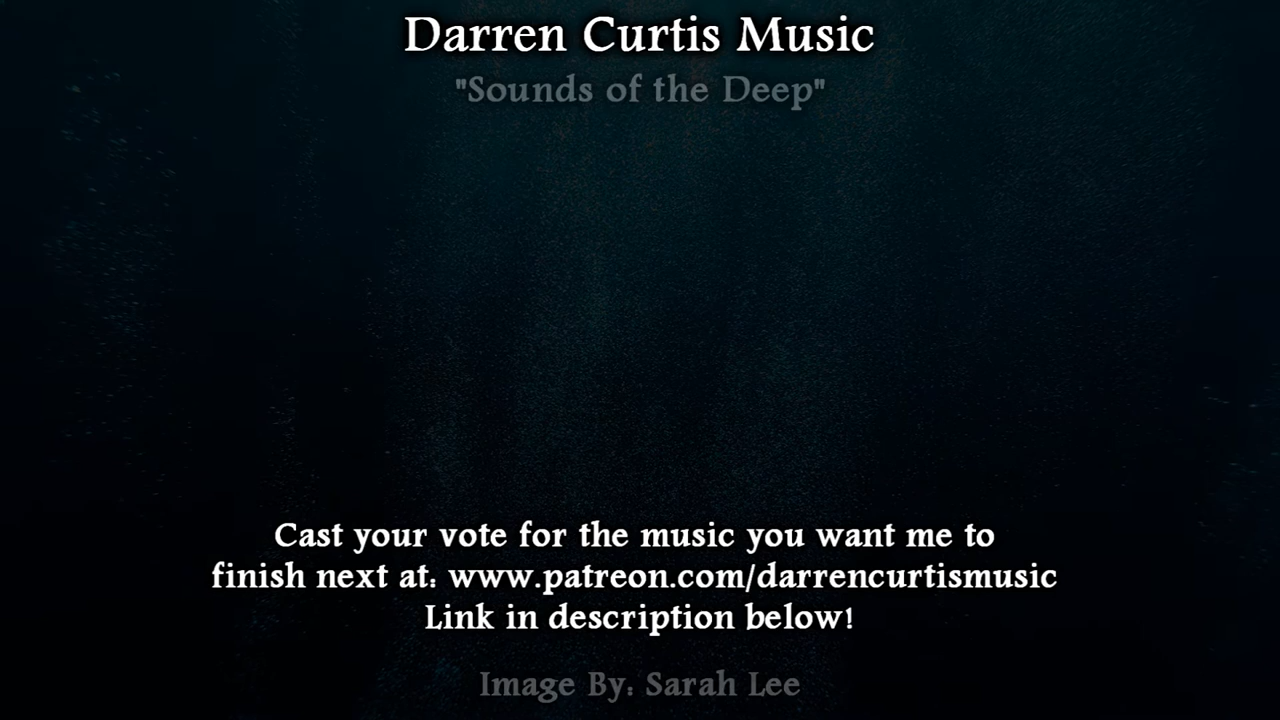 Darren Curtis Music
"Sounds of the Deep"
Cast your vote for the music you want me to
finish next at: www.patreon.com/darrencurtismusic
Link in description below!
Image By: Sarah Lee